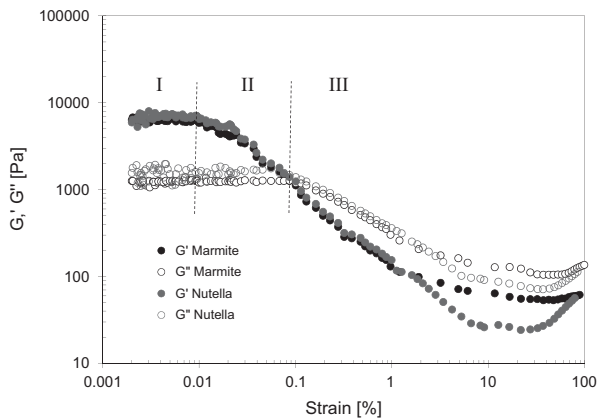 100000
10000
1000
100
10
G,' G" [Pa]
I II III
G' Marmite
G" Marmite
G' Nutella
G" Nutella
0.001 0.01 0.1 1 10 100
Strain [%]